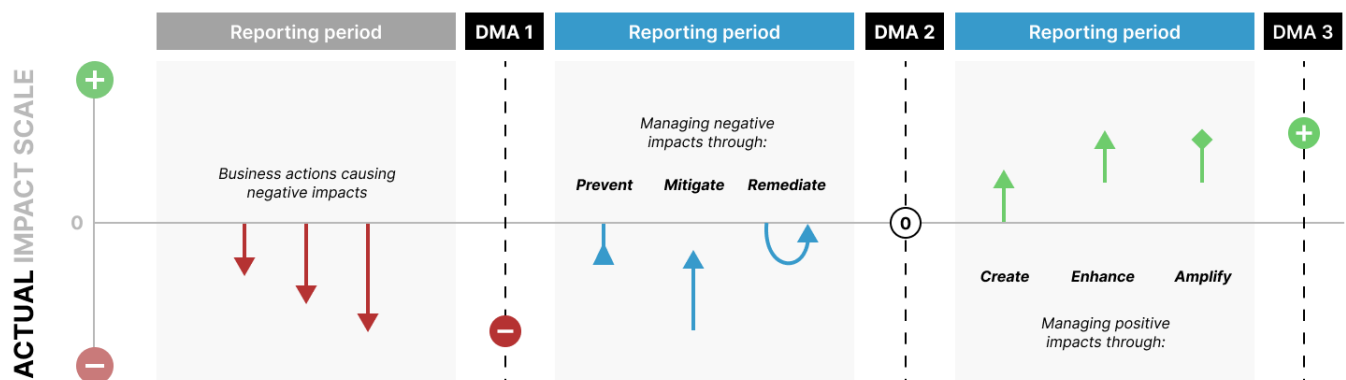 Reporting period
DMA 1
Reporting period
DMA 2
Reporting period
DMA 3
ACTUAL IMPACT SCALE
+
0
−
Business actions causing
negative impacts
−
Managing negative
impacts through:
Prevent
Mitigate
Remediate
0
Create
Enhance
Amplify
Managing positive
impacts through:
+